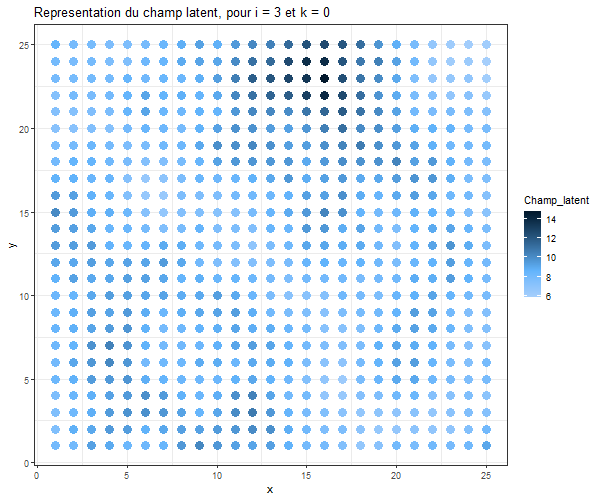 Representation du champ latent, pour i = 3 et k = 0
25
20
15
10
5
0
y
0 5 10 15 20 25
x
Champ_latent
14
12
10
8
6